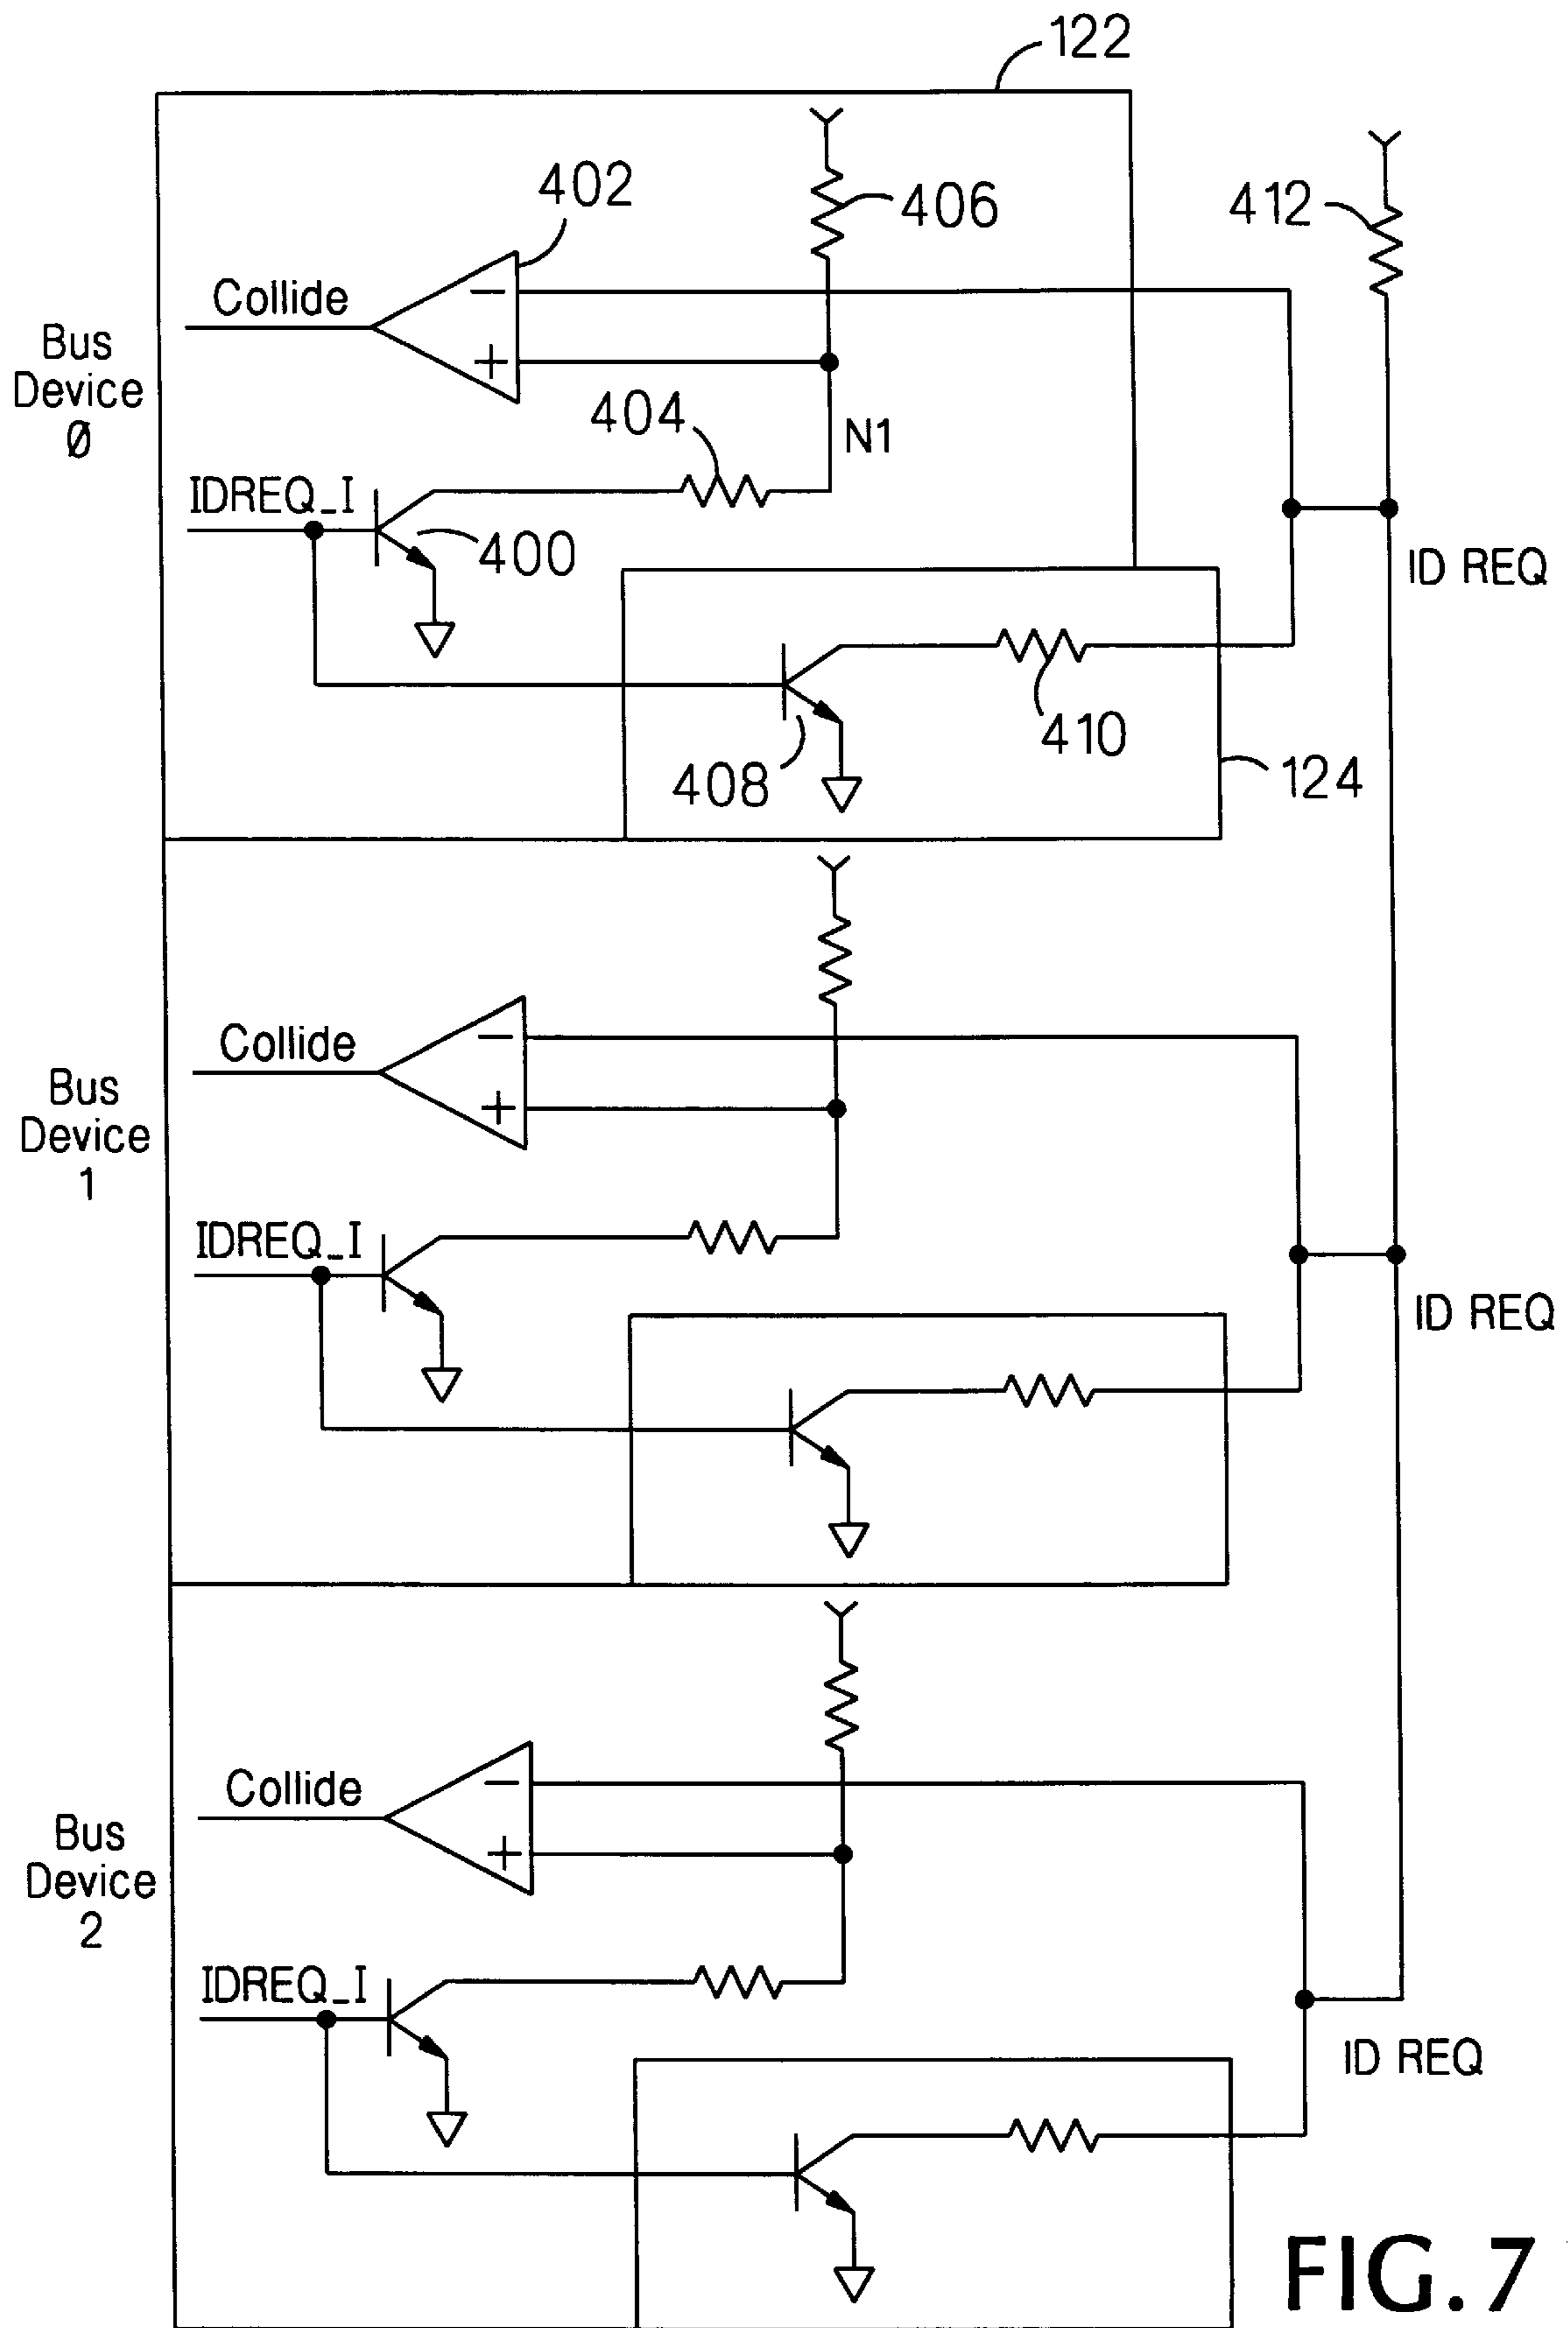 122
402
406
412
Collide
−
+
Bus
Device
Ø
404
N1
IDREQ_I
400
ID REQ
410
408
124
Collide
−
+
Bus
Device
1
IDREQ_I
ID REQ
Collide
−
+
Bus
Device
2
IDREQ_I
ID REQ
FIG. 7